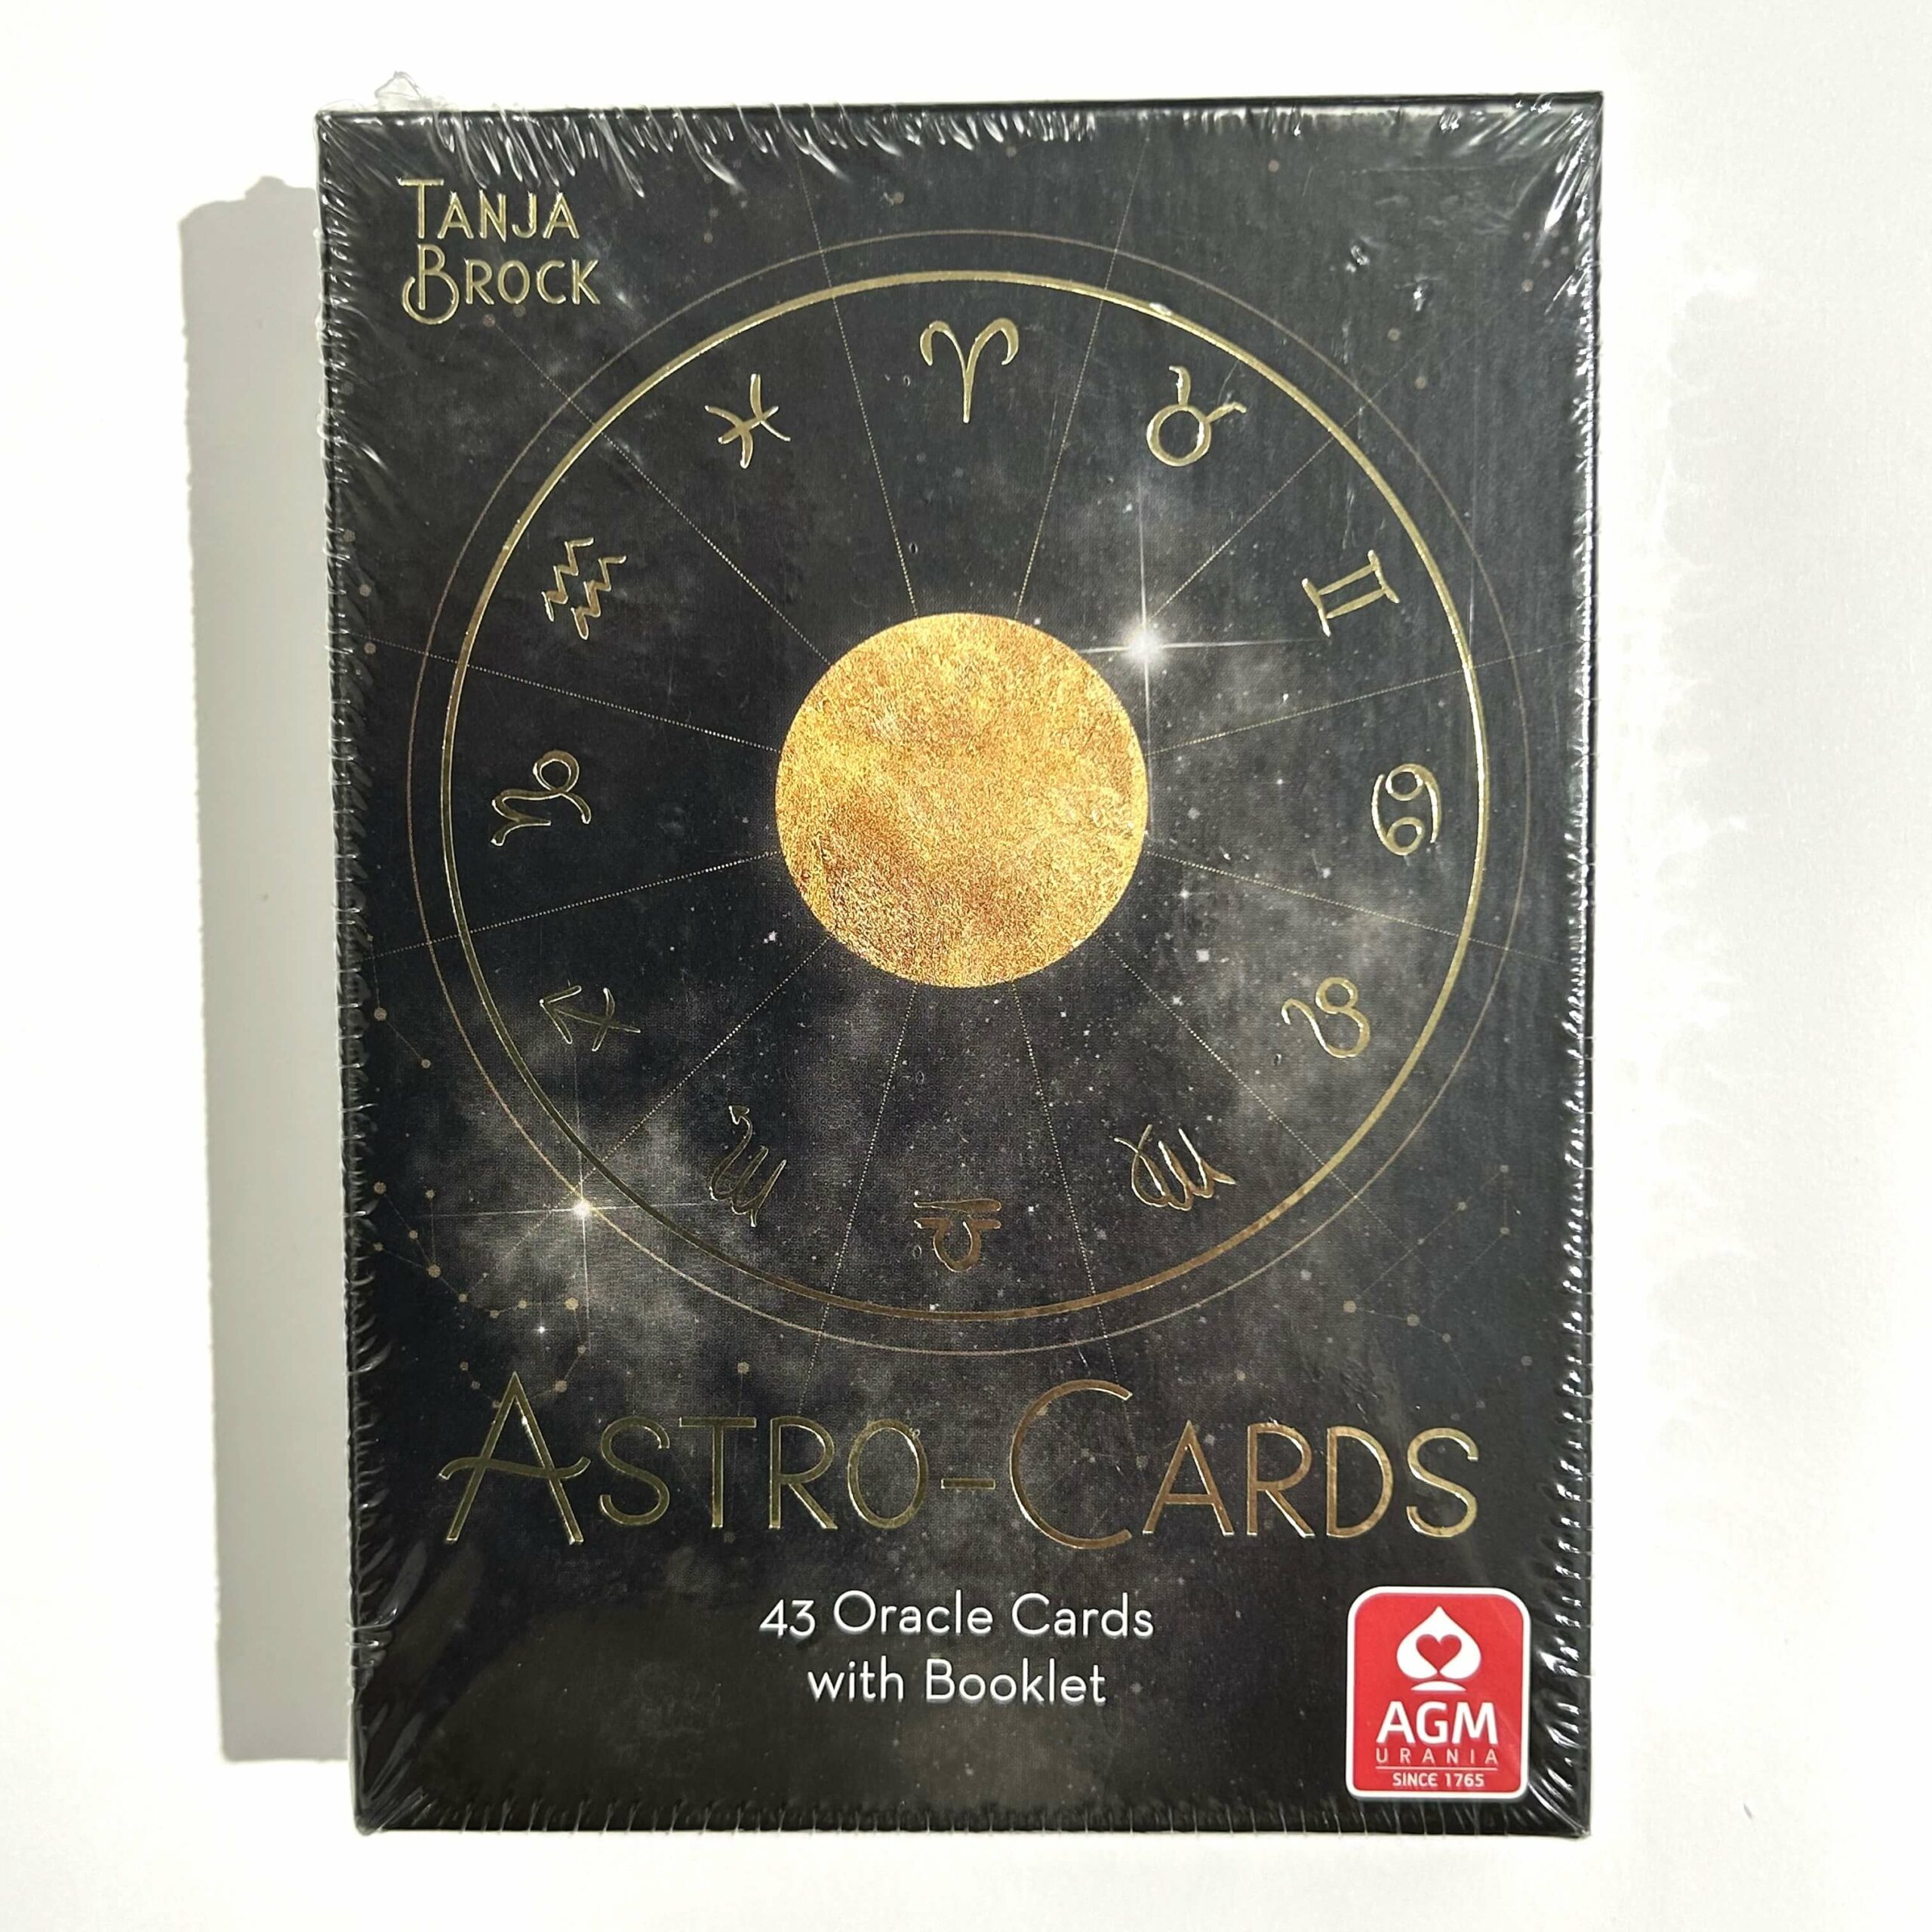 TANJA
BROCK
ASTRO-CARDS
43 Oracle Cards
with Booklet
AGM
URANIA
SINCE 1765